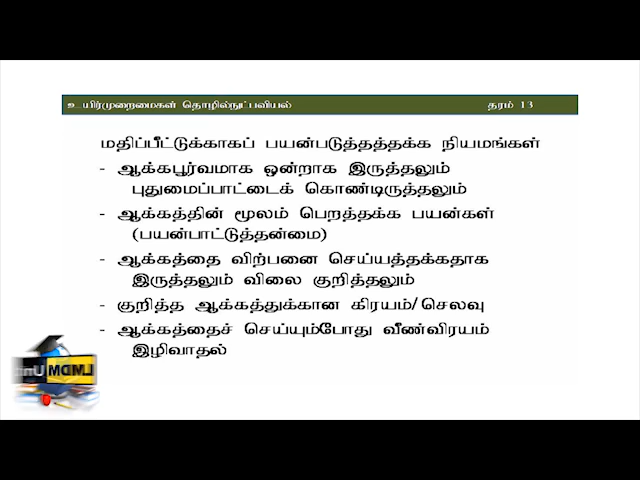 உயிர்முறைமைகள் தொழில்நுட்பவியல் தரம் 13
மதிப்பீட்டுக்காகப் பயன்படுத்தத்தக்க நியமங்கள்
- ஆக்கபூர்வமாக ஒன்றாக இருத்தலும்
புதுமைப்பாட்டைக் கொண்டிருத்தலும்
- ஆக்கத்தின் மூலம் பெறத்தக்க பயன்கள்
(பயன்பாட்டுத்தன்மை)
- ஆக்கத்தை விற்பனை செய்யத்தக்கதாக
இருத்தலும் விலை குறித்தலும்
- குறித்த ஆக்கத்துக்கான கிரயம்/செலவு
- ஆக்கத்தைச் செய்யும்போது வீண்விரயம்
இழிவாதல்